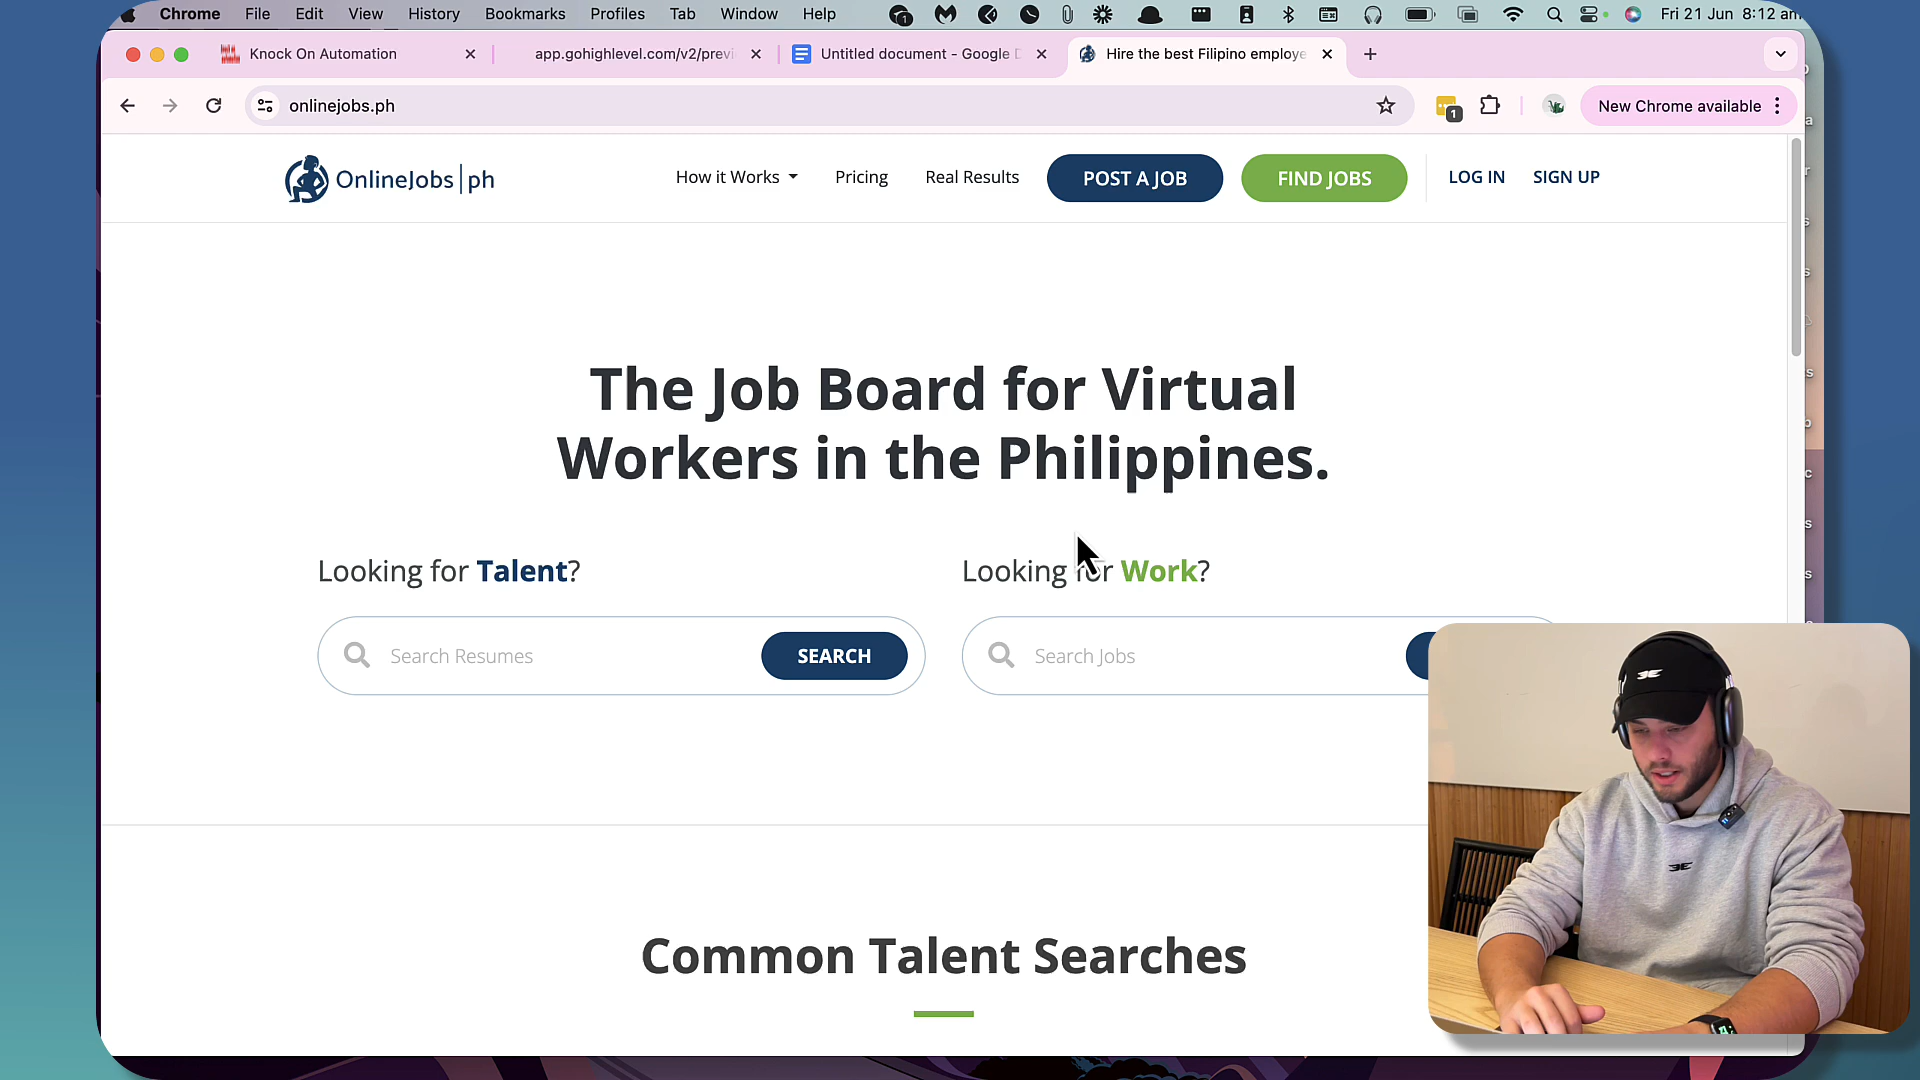 Chrome File Edit View History Bookmarks Profiles Tab Window Help Fri 21 Jun 8:12 am
Knock On Automation
app.gohighlevel.com/v2/previ
Untitled document - Google D
Hire the best Filipino employe
onlinejobs.ph
1
New Chrome available
OnlineJobs|ph
How it Works
Pricing
Real Results
POST A JOB
FIND JOBS
LOG IN
SIGN UP
The Job Board for Virtual
Workers in the Philippines.
Looking for Talent?
Looking for Work?
Search Resumes
SEARCH
Search Jobs
Common Talent Searches